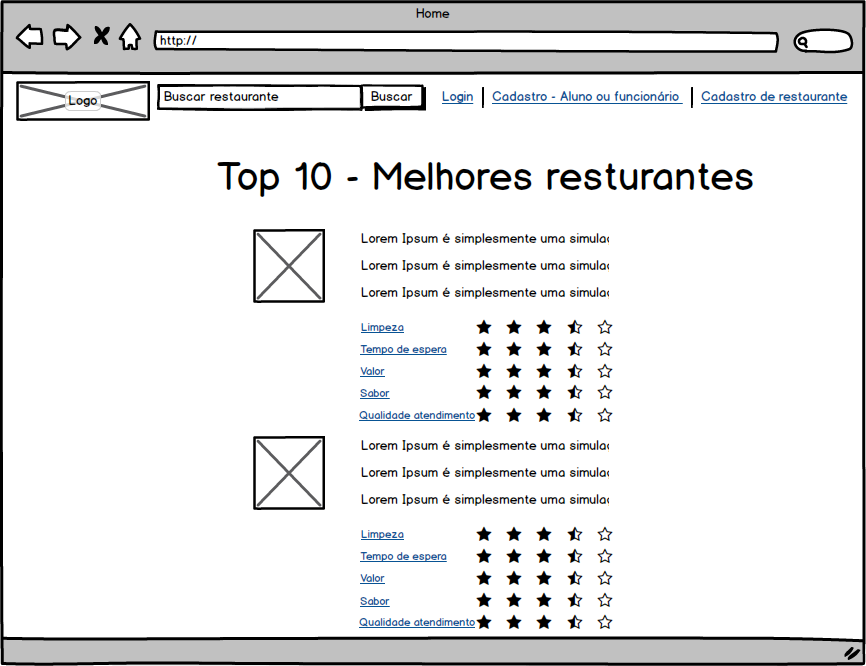 Home
http://
Logo
Buscar restaurante
Buscar
Login
Cadastro - Aluno ou funcionário
Cadastro de restaurante
Top 10 - Melhores resturantes
Lorem Ipsum é simplesmente uma simulac
Lorem Ipsum é simplesmente uma simulac
Lorem Ipsum é simplesmente uma simulac
Limpeza
Tempo de espera
Valor
Sabor
Qualidade atendimento
Lorem Ipsum é simplesmente uma simulac
Lorem Ipsum é simplesmente uma simulac
Lorem Ipsum é simplesmente uma simulac
Limpeza
Tempo de espera
Valor
Sabor
Qualidade atendimento